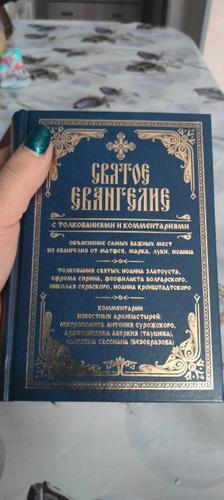 СВЯТОЕ
ЕВАНГЕЛИЕ
С ТОЛКОВАНИЯМИ И КОММЕНТАРИЯМИ
ОБЪЯСНЕНИЕ САМЫХ ВАЖНЫХ МЕСТ
ИЗ ЕВАНГЕЛИЯ ОТ МАТФЕЯ, МАРКА, ЛУКИ, ИОАННА
ТОЛКОВАНИЯ СВЯТЫХ: ИОАННА ЗЛАТОУСТА,
ЕФРЕМА СИРИНА, ФЕОФИЛАКТА БОЛГАРСКОГО,
НИКОЛАЯ СЕРБСКОГО, ИОАННА КРОНШТАДТСКОГО
КОММЕНТАРИИ
ИЗВЕСТНЫХ АРХИПАСТЫРЕЙ:
МИТРОПОЛИТА АНТОНИЯ СУРОЖСКОГО,
АРХИЕПИСКОПА АВЕРКИЯ (ТАУШЕВА),
ЕПИСКОПА КАССИАНА (БЕЗОБРАЗОВА)